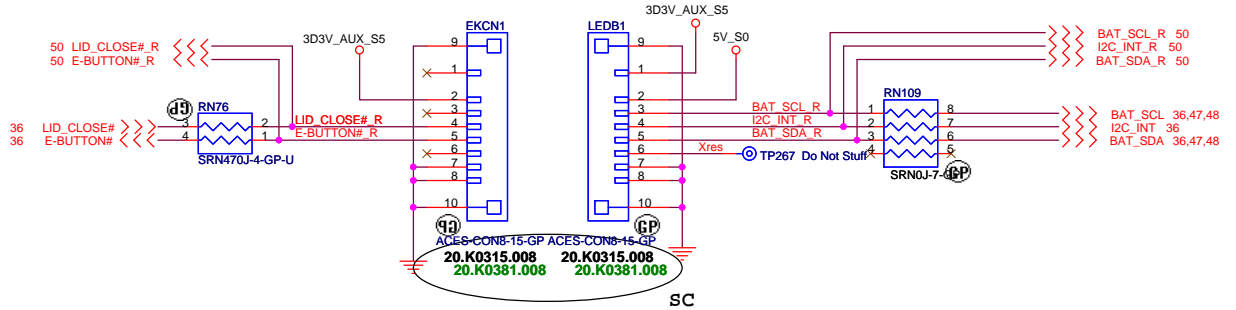 3D3V_AUX_S5
EKCN1 LEDB1
3D3V_AUX_S5 5V_S0
50 LID_CLOSE#_R
50 E-BUTTON#_R
BAT_SCL_R 50
I2C_INT_R 50
BAT_SDA_R 50
9 9
1 1
2 2
3 3
4 4
5 5
6 6
7 7
8 8
10 10
GP RN76
36 LID_CLOSE# 3 2 LID_CLOSE#_R
36 E-BUTTON# 4 1 E-BUTTON#_R
SRN470J-4-GP-U
RN109
BAT_SCL_R 1 8 BAT_SCL 36,47,48
I2C_INT_R 2 7 I2C_INT 36
BAT_SDA_R 3 6 BAT_SDA 36,47,48
Xres TP267 Do Not Stuff 4 5
SRN0J-7-GP
GP GP GP
ACES-CON8-15-GP ACES-CON8-15-GP
20.K0315.008 20.K0315.008
20.K0381.008 20.K0381.008
SC